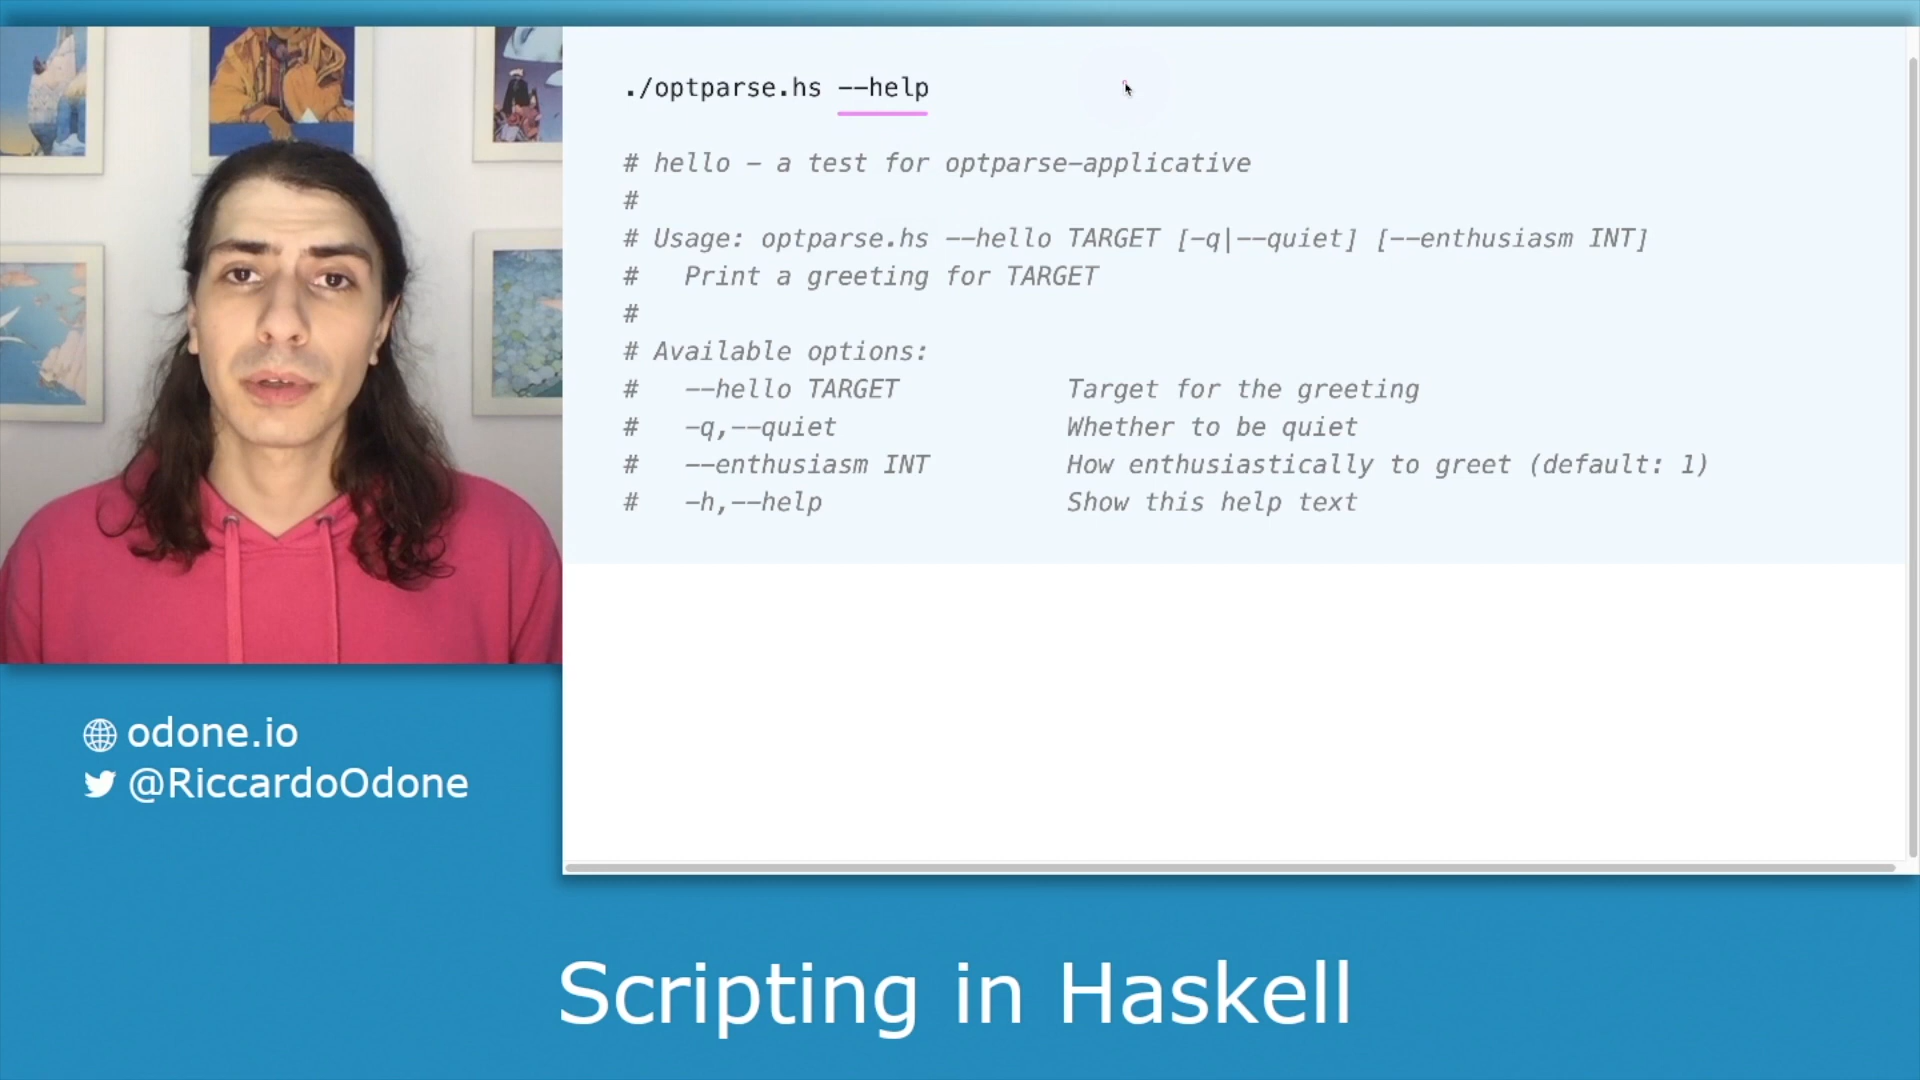 ./optparse.hs --help
# hello - a test for optparse-applicative
#
# Usage: optparse.hs --hello TARGET [-q|--quiet] [--enthusiasm INT]
#   Print a greeting for TARGET
#
# Available options:
#   --hello TARGET           Target for the greeting
#   -q,--quiet               Whether to be quiet
#   --enthusiasm INT         How enthusiastically to greet (default: 1)
#   -h,--help                Show this help text
odone.io
@RiccardoOdone
Scripting in Haskell